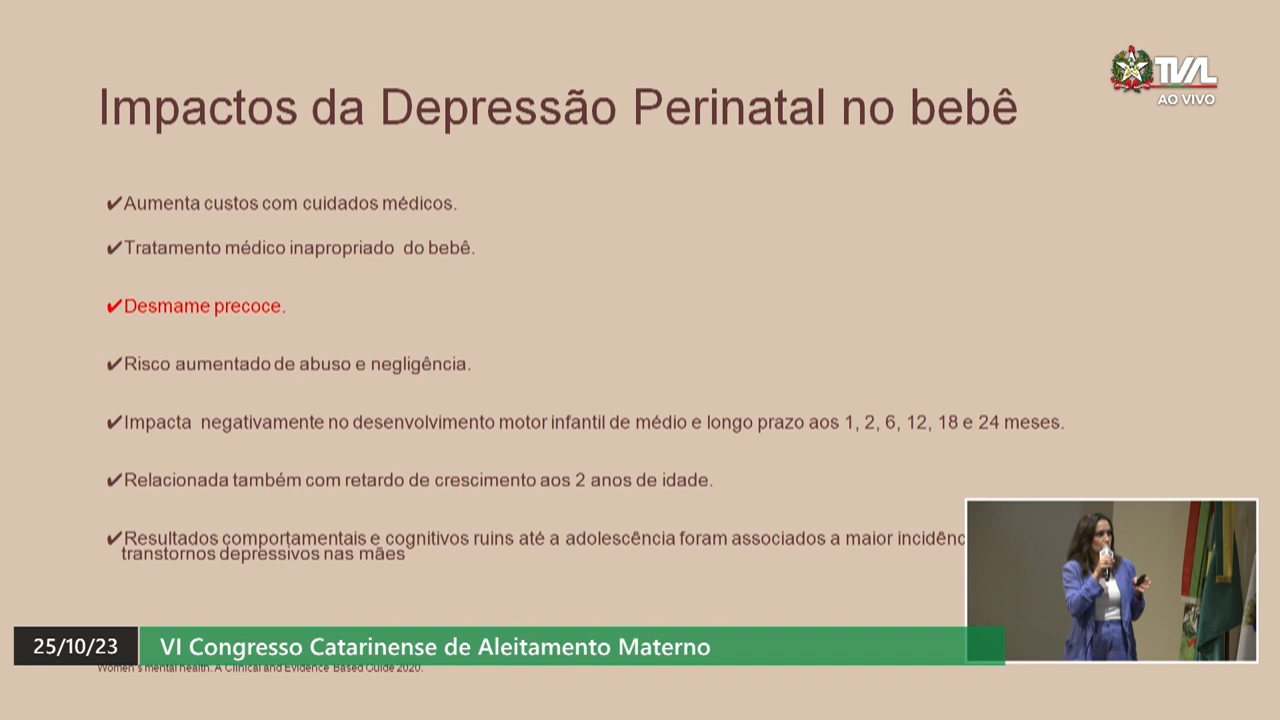 TVAL
AO VIVO
Impactos da Depressão Perinatal no bebê
✔Aumenta custos com cuidados médicos.
✔Tratamento médico inapropriado do bebê.
✔Desmame precoce.
✔Risco aumentado de abuso e negligência.
✔Impacta negativamente no desenvolvimento motor infantil de médio e longo prazo aos 1, 2, 6, 12, 18 e 24 meses.
✔Relacionada também com retardo de crescimento aos 2 anos de idade.
✔Resultados comportamentais e cognitivos ruins até a adolescência foram associados a maior
transtornos depressivos nas mães
25/10/23
VI Congresso Catarinense de Aleitamento Materno
Women's mental health. A Clinical and Evidence Based Guide 2020.